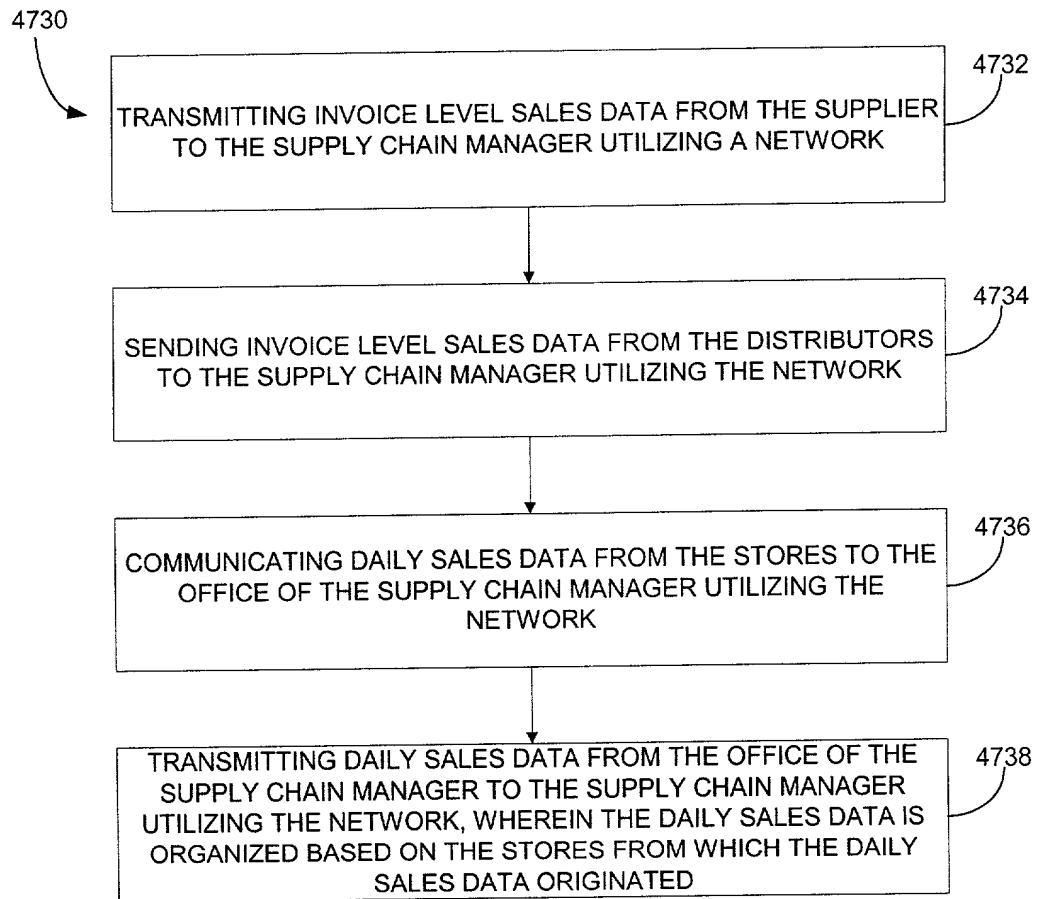 4730
4732
TRANSMITTING INVOICE LEVEL SALES DATA FROM THE SUPPLIER
TO THE SUPPLY CHAIN MANAGER UTILIZING A NETWORK
4734
SENDING INVOICE LEVEL SALES DATA FROM THE DISTRIBUTORS
TO THE SUPPLY CHAIN MANAGER UTILIZING THE NETWORK
4736
COMMUNICATING DAILY SALES DATA FROM THE STORES TO THE
OFFICE OF THE SUPPLY CHAIN MANAGER UTILIZING THE
NETWORK
4738
TRANSMITTING DAILY SALES DATA FROM THE OFFICE OF THE
SUPPLY CHAIN MANAGER TO THE SUPPLY CHAIN MANAGER
UTILIZING THE NETWORK, WHEREIN THE DAILY SALES DATA IS
ORGANIZED BASED ON THE STORES FROM WHICH THE DAILY
SALES DATA ORIGINATED